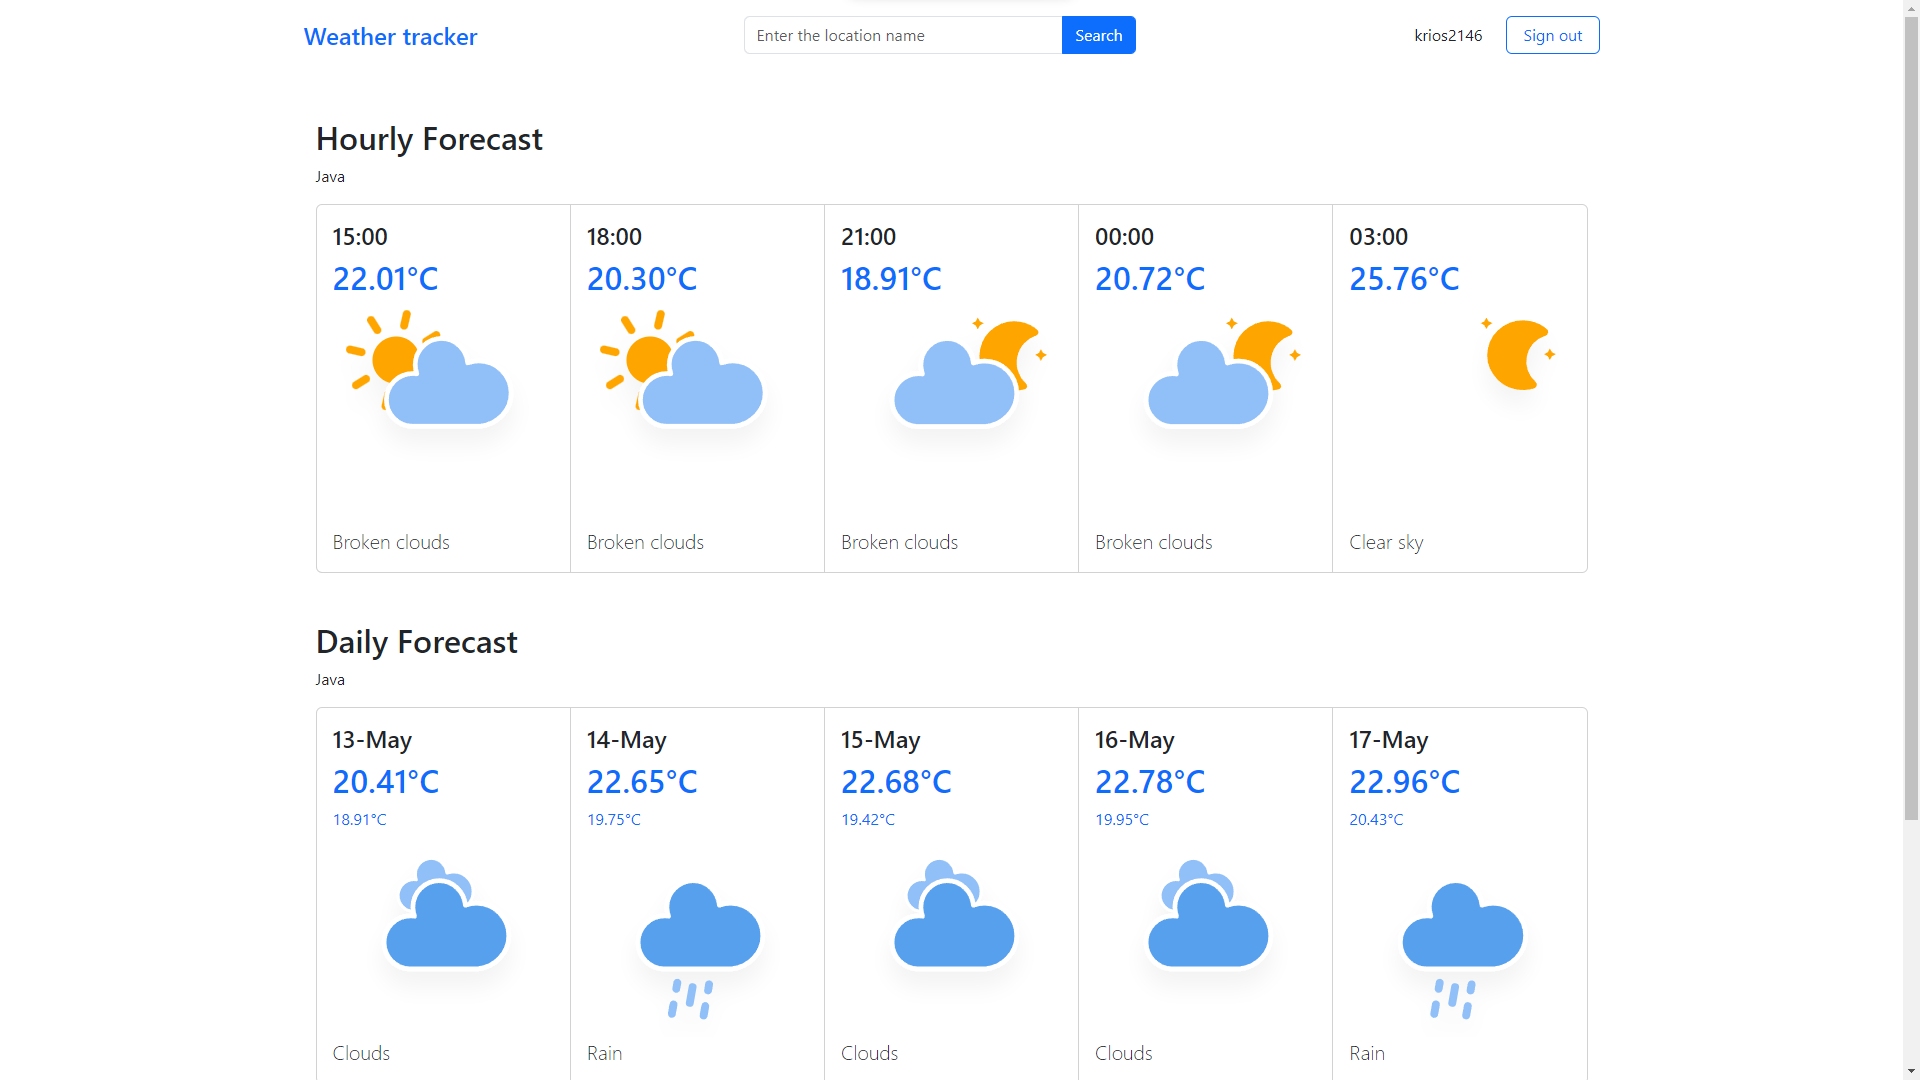 Weather tracker
Enter the location name
Search
krios2146
Sign out
Hourly Forecast
Java
15:00
22.01°C
Broken clouds
18:00
20.30°C
Broken clouds
21:00
18.91°C
Broken clouds
00:00
20.72°C
Broken clouds
03:00
25.76°C
Clear sky
Daily Forecast
Java
13-May
20.41°C
18.91°C
Clouds
14-May
22.65°C
19.75°C
Rain
15-May
22.68°C
19.42°C
Clouds
16-May
22.78°C
19.95°C
Clouds
17-May
22.96°C
20.43°C
Rain